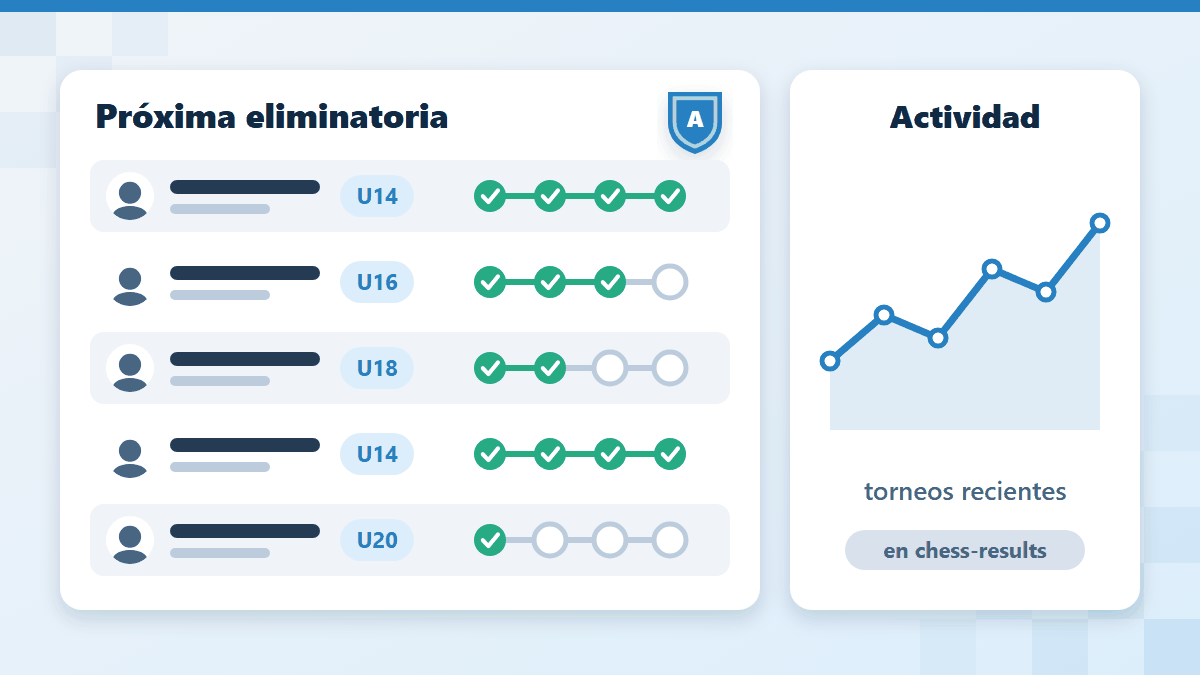 Próxima eliminatoria
A
U14
U16
U18
U14
U20
Actividad
torneos recientes
en chess-results